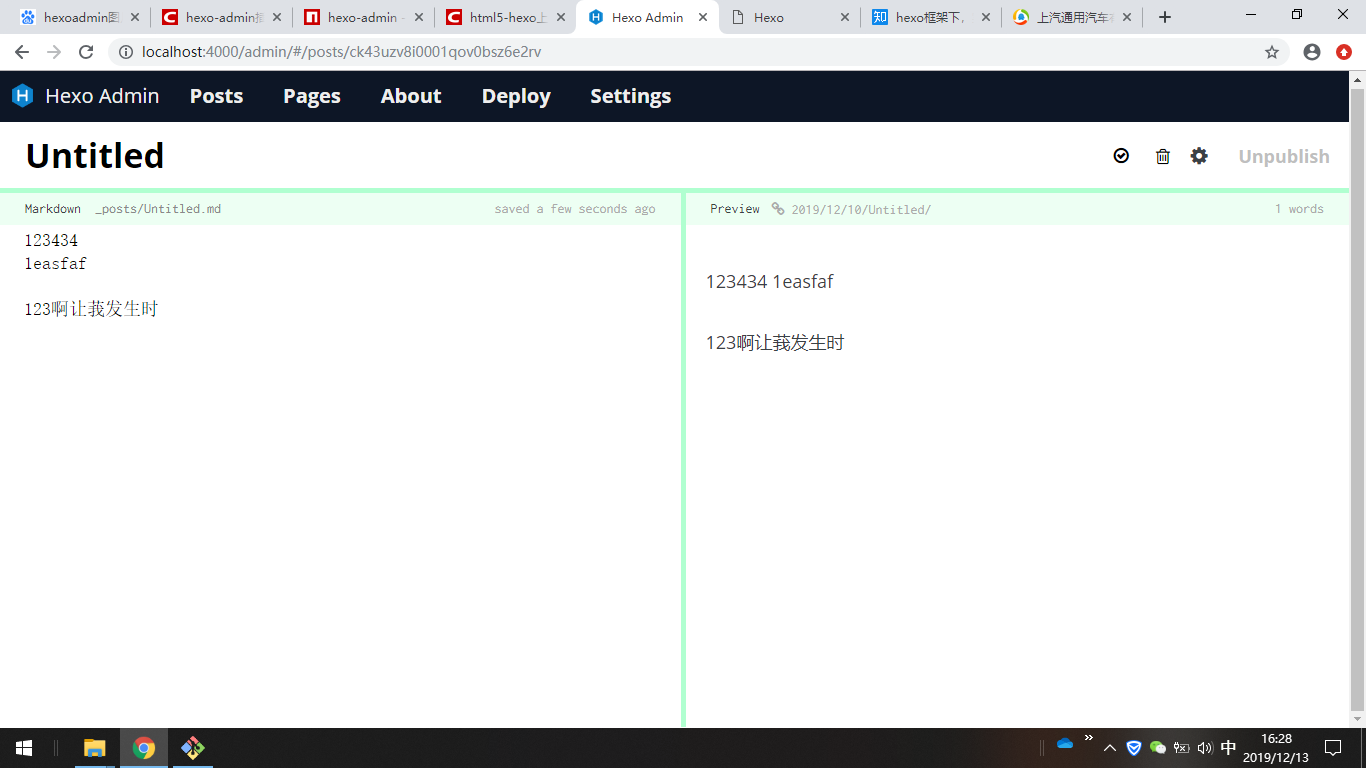 hexoadmin图
hexo-admin搭
hexo-admin -
html5-hexo上
Hexo Admin
Hexo
hexo框架下，
上汽通用汽车
localhost:4000/admin/#/posts/ck43uzv8i0001qov0bsz6e2rv
Hexo Admin Posts Pages About Deploy Settings
Untitled
Unpublish
Markdown _posts/Untitled.md saved a few seconds ago
123434
1easfaf
123啊让莪发生时
Preview 2019/12/10/Untitled/ 1 words
123434 1easfaf
123啊让莪发生时
中
16:28
2019/12/13